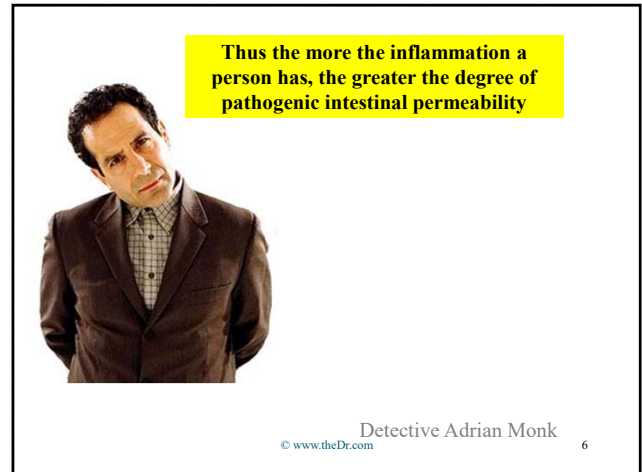 Thus the more the inflammation a
person has, the greater the degree of
pathogenic intestinal permeability
Detective Adrian Monk
© www.theDr.com
6